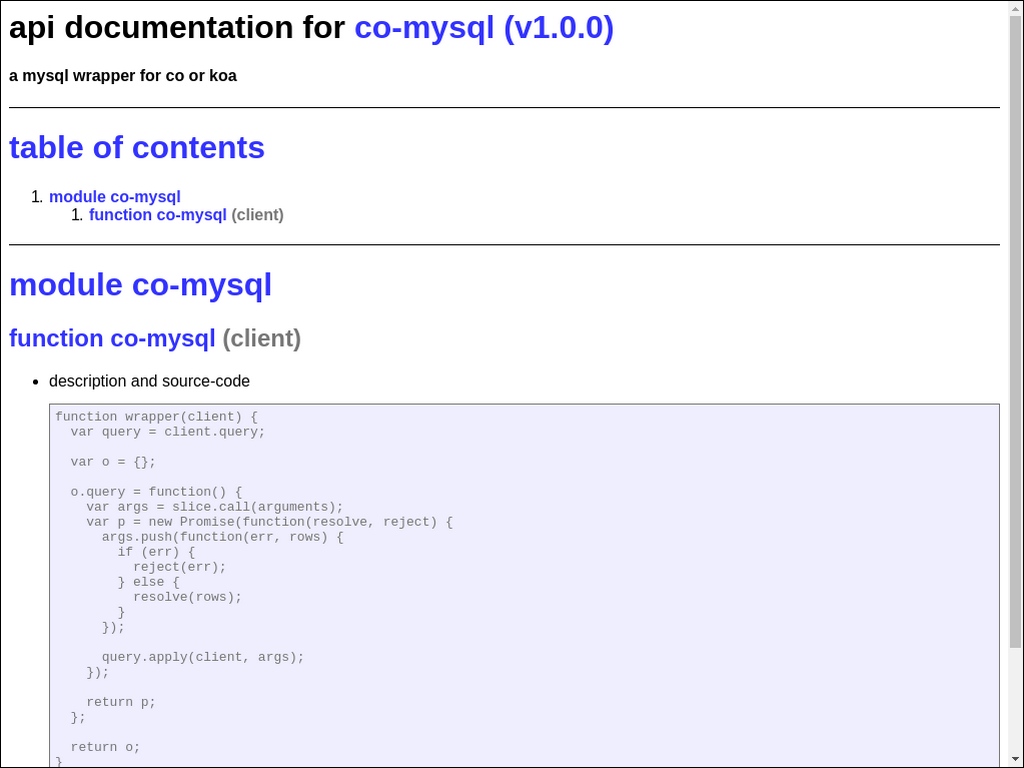 api documentation for co-mysql (v1.0.0)
a mysql wrapper for co or koa
table of contents
1. module co-mysql
1. function co-mysql (client)
module co-mysql
function co-mysql (client)
• description and source-code
function wrapper(client) {
  var query = client.query;
  var o = {};
  o.query = function() {
    var args = slice.call(arguments);
    var p = new Promise(function(resolve, reject) {
      args.push(function(err, rows) {
        if (err) {
          reject(err);
        } else {
          resolve(rows);
        }
      });
      query.apply(client, args);
    });
    return p;
  };
  return o;
}